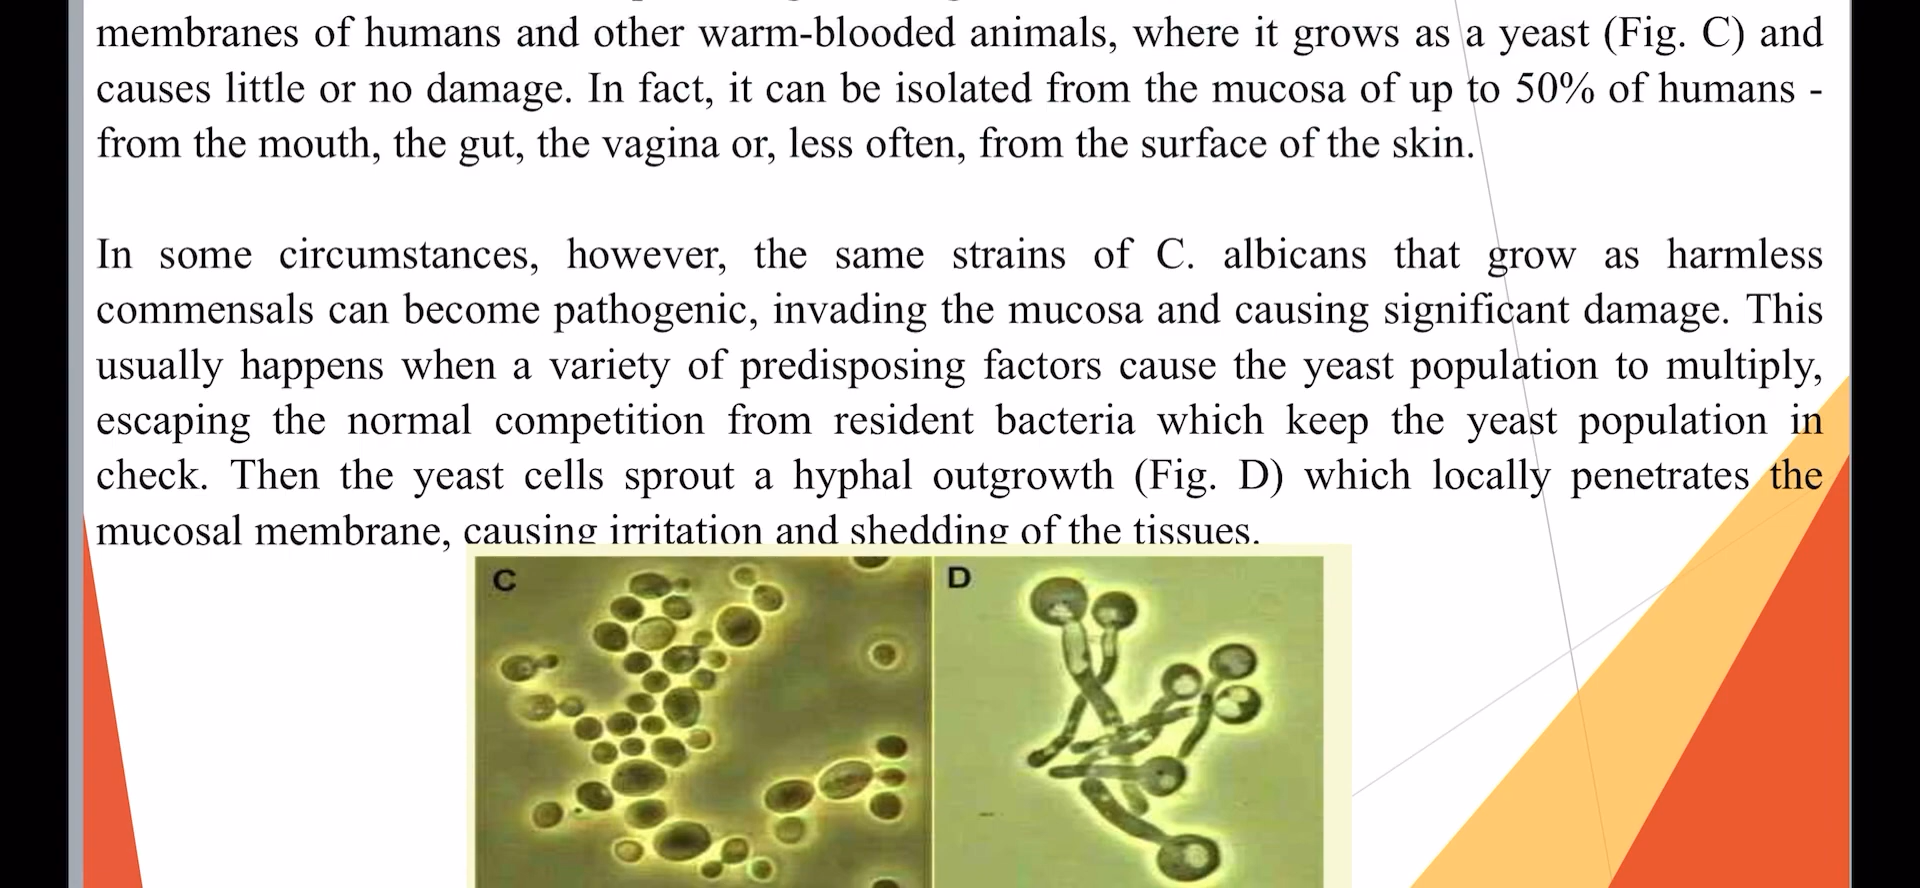 membranes of humans and other warm-blooded animals, where it grows as a yeast (Fig. C) and
causes little or no damage. In fact, it can be isolated from the mucosa of up to 50% of humans -
from the mouth, the gut, the vagina or, less often, from the surface of the skin.
In some circumstances, however, the same strains of C. albicans that grow as harmless
commensals can become pathogenic, invading the mucosa and causing significant damage. This
usually happens when a variety of predisposing factors cause the yeast population to multiply,
escaping the normal competition from resident bacteria which keep the yeast population in
check. Then the yeast cells sprout a hyphal outgrowth (Fig. D) which locally penetrates the
mucosal membrane, causing irritation and shedding of the tissues.
C
D